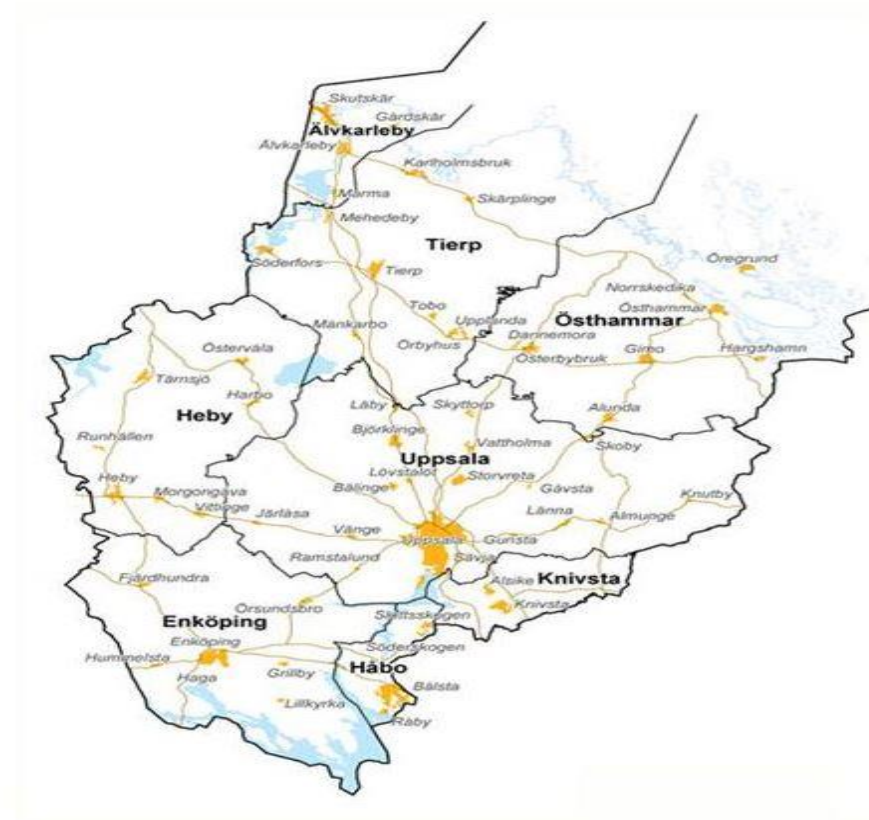 Skutskär
Gårdskär
Älvkarleby
Älvkarleby
Karlholmsbruk
Marma
Skärplinge
Mehedeby
Tierp
Söderfors
Tierp
Öregrund
Norrskedika
Tobo
Östhammar
Månkarbo
Upplanda
Östhammar
Dannemora
Örbyhus
Österbybruk
Gimo
Hargshamn
Östervåla
Tärnsjö
Harbo
Heby
Läby
Skyttorp
Alunda
Björklinge
Runhällen
Vattholma
Skoby
Uppsala
Lövstalöt
Storvreta
Heby
Bälinge
Gåvsta
Morgongåva
Knutby
Vittinge
Järlåsa
Länna
Almunge
Vänge
Uppsala
Gunsta
Ramstalund
Sävja
Fjärdhundra
Alsike
Knivsta
Örsundsbro
Knivsta
Enköping
Skottsskogen
Enköping
Söderskogen
Hummelsta
Håbo
Haga
Grillby
Bålsta
Lillkyrka
Råby